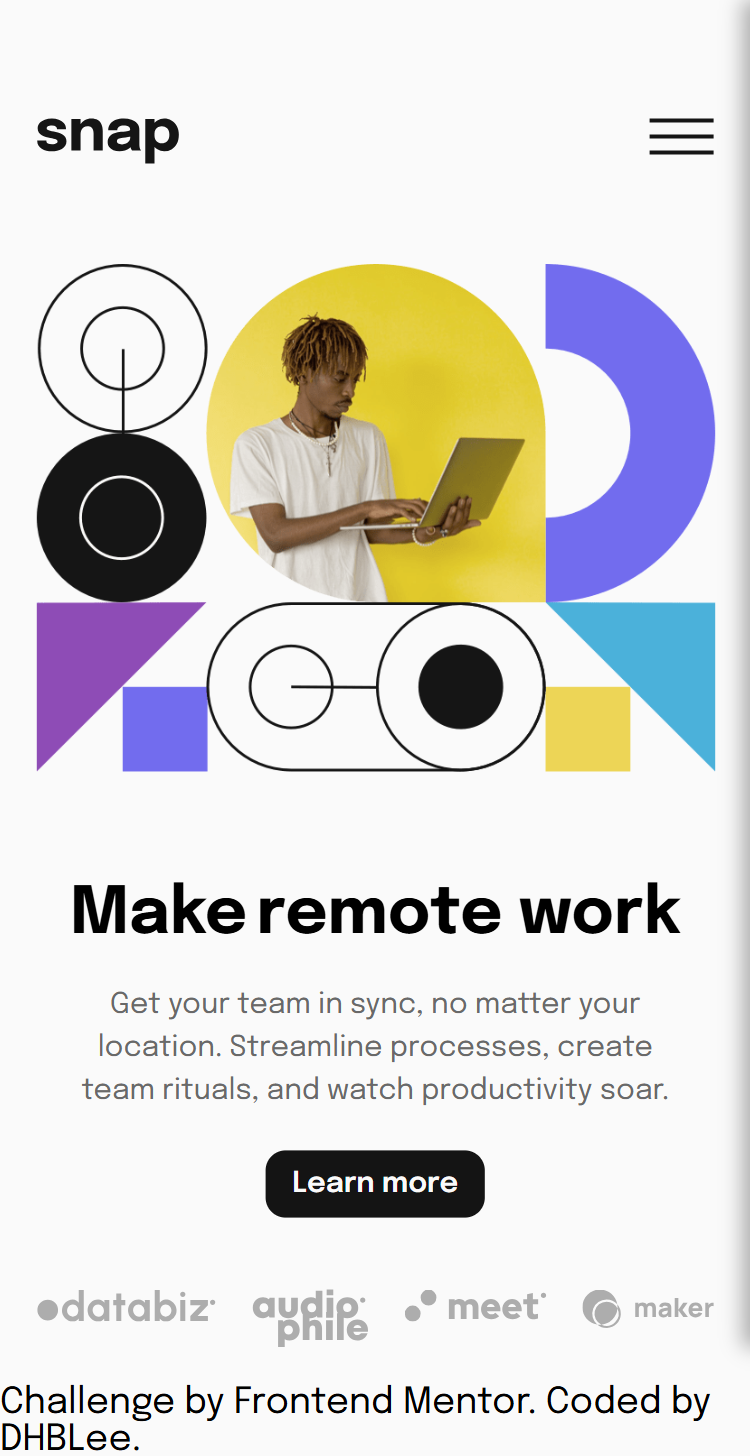 snap
Make remote work
Get your team in sync, no matter your
location. Streamline processes, create
team rituals, and watch productivity soar.
Learn more
databiz audiophile meet maker
Challenge by Frontend Mentor. Coded by
DHBLee.